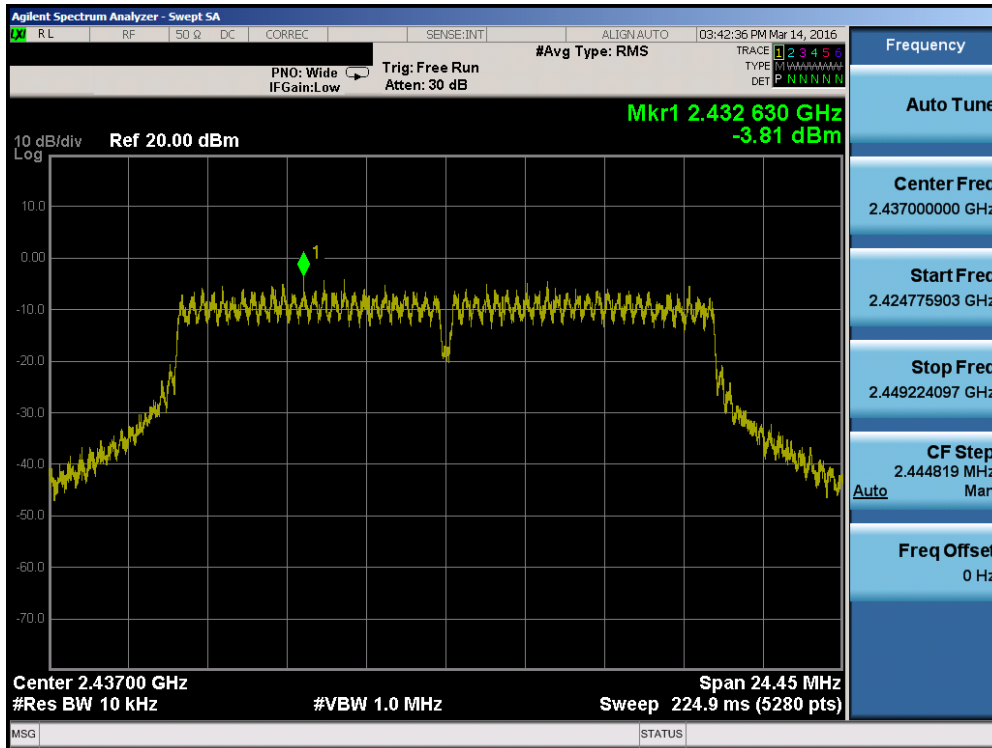 Agilent Spectrum Analyzer - Swept SA
LXI RL RF 50 Ω DC CORREC SENSE:INT ALIGN AUTO 03:42:36 PM Mar 14, 2016
#Avg Type: RMS TRACE 1 2 3 4 5 6
PNO: Wide Trig: Free Run TYPE M WWWWW
IFGain:Low Atten: 30 dB DET P N N N N N
Mkr1 2.432 630 GHz
-3.81 dBm
10 dB/div Ref 20.00 dBm
Log
10.0
0.00
-10.0
-20.0
-30.0
-40.0
-50.0
-60.0
-70.0
1
Center 2.43700 GHz Span 24.45 MHz
#Res BW 10 kHz #VBW 1.0 MHz Sweep 224.9 ms (5280 pts)
MSG STATUS
Frequency
Auto Tune
Center Freq
2.437000000 GHz
Start Freq
2.424775903 GHz
Stop Freq
2.449224097 GHz
CF Step
2.444819 MHz
Auto Man
Freq Offset
0 Hz